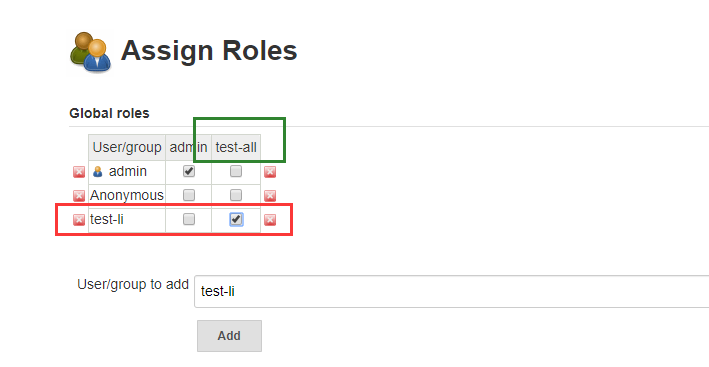 Assign Roles
Global roles
User/group admin test-all
admin
Anonymous
test-li
User/group to add test-li
Add